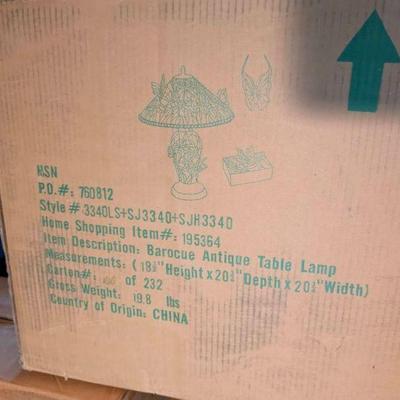 HSN
P.O.#: 760812
Style # 3340LS+SJ3340+SJH3340
Home Shopping Item#: 195364
Item Description: Barocue Antique Table Lamp
Measurements: (18½"Height x 20½"Depth x 20½"Width)
Carton#: of 232
Gross Weight: 19.8 lbs
Country of Origin: CHINA